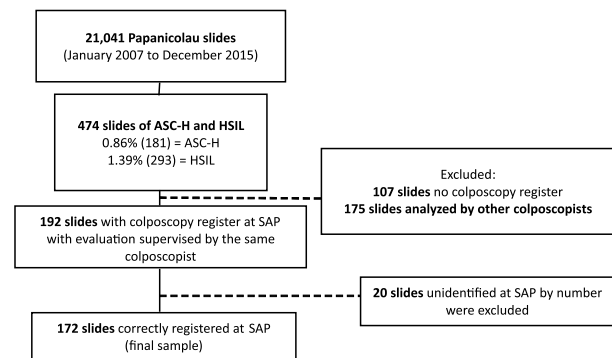 21,041 Papanicolau slides
(January 2007 to December 2015)
474 slides of ASC-H and HSIL
0.86% (181) = ASC-H
1.39% (293) = HSIL
Excluded:
107 slides no colposcopy register
175 slides analyzed by other colposcopists
192 slides with colposcopy register at SAP
with evaluation supervised by the same
colposcopist
20 slides unidentified at SAP by number
were excluded
172 slides correctly registered at SAP
(final sample)